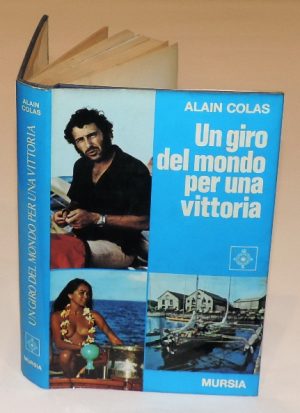 ALAIN COLAS
Un giro
del mondo
per una
vittoria
MURSIA
ALAIN
COLAS
UN GIRO DEL MONDO PER UNA VITTORIA
MURSIA